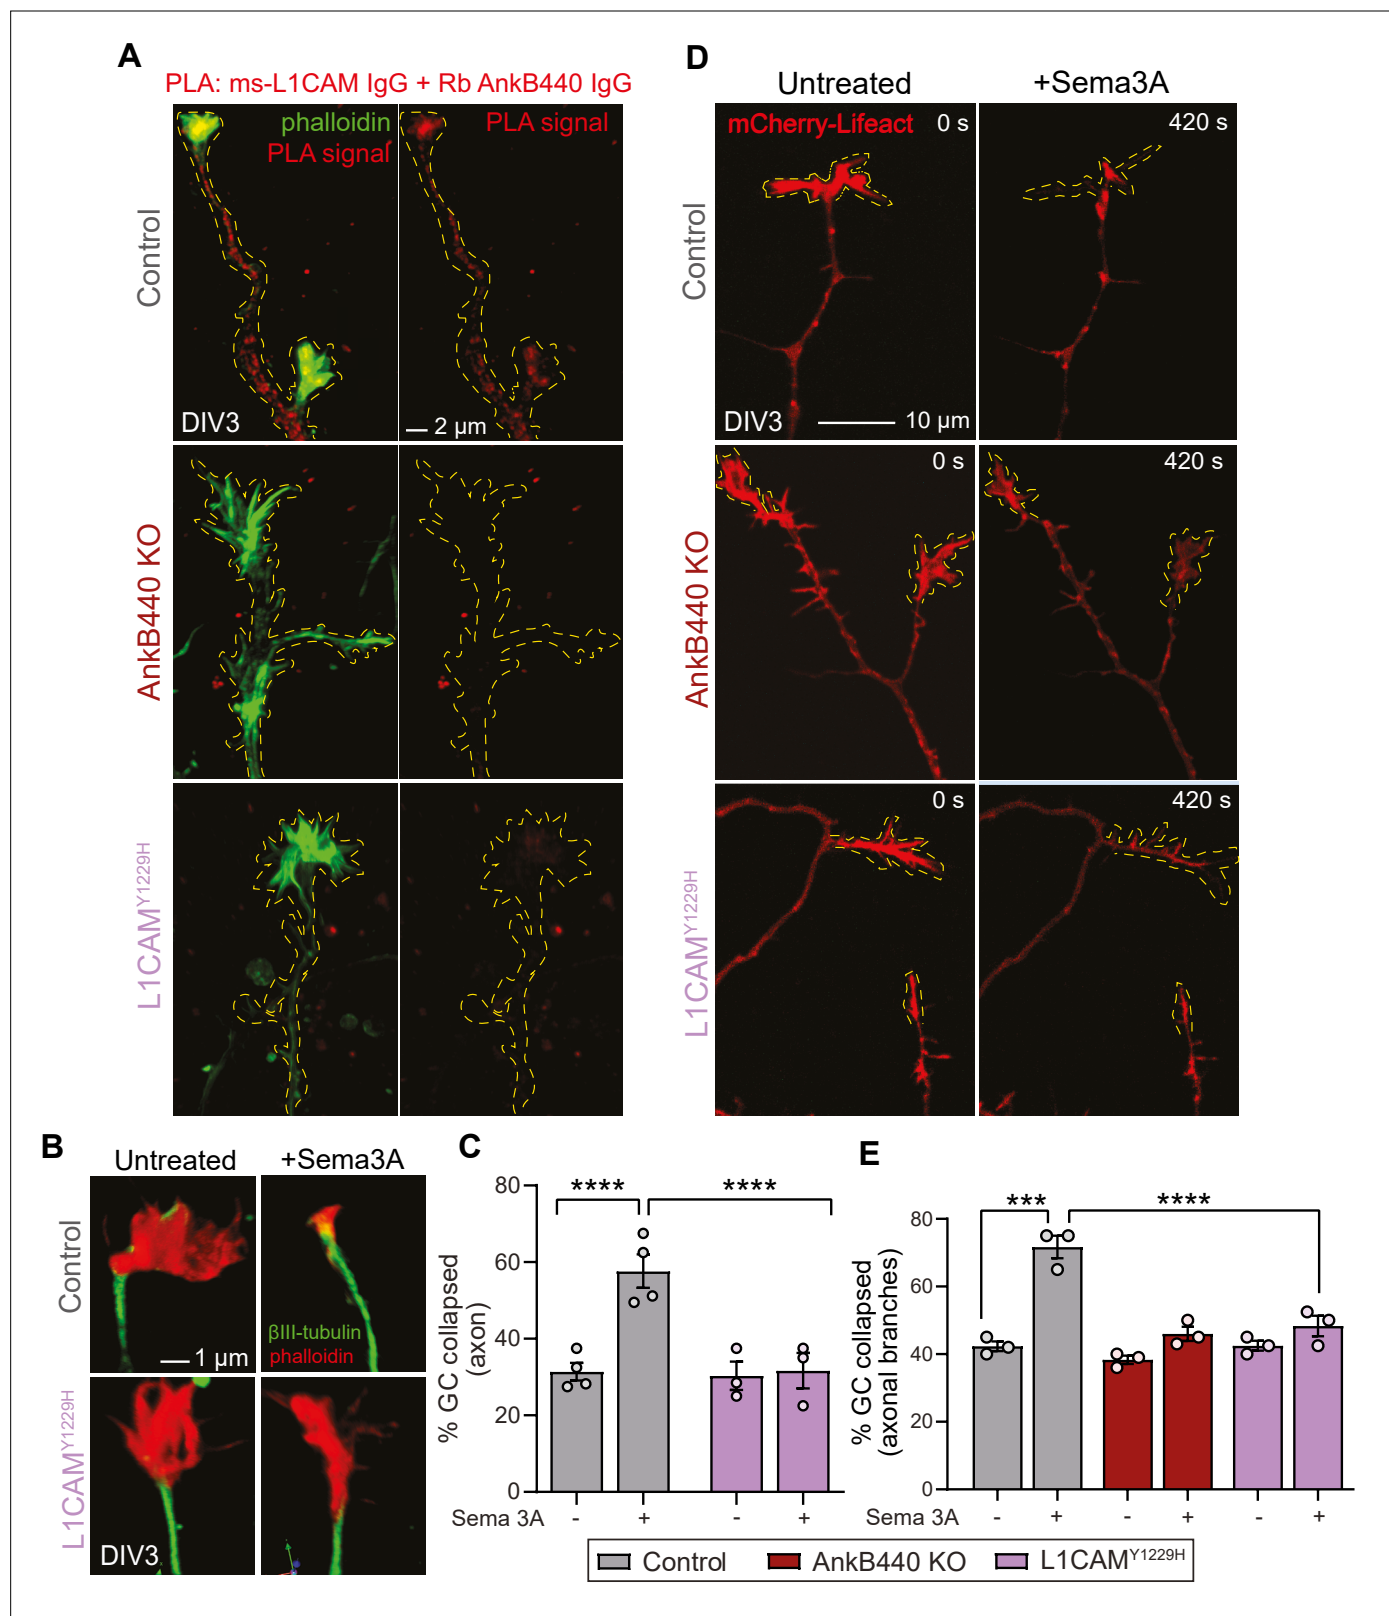 A
PLA: ms-L1CAM IgG + Rb AnkB440 IgG
phalloidin
PLA signal
PLA signal
Control
DIV3
2 μm
AnkB440 KO
L1CAMY1229H
D
Untreated
+Sema3A
mCherry-Lifeact
0 s
420 s
Control
DIV3
10 μm
0 s
420 s
AnkB440 KO
0 s
420 s
L1CAMY1229H
B
Untreated
+Sema3A
Control
1 μm
βIII-tubulin
phalloidin
L1CAMY1229H
DIV3
C
% GC collapsed
(axon)
80
60
40
20
0
****
****
Sema 3A
-
+
-
+
E
% GC collapsed
(axonal branches)
80
60
40
20
0
***
****
Sema 3A
-
+
-
+
-
+
Control
AnkB440 KO
L1CAMY1229H